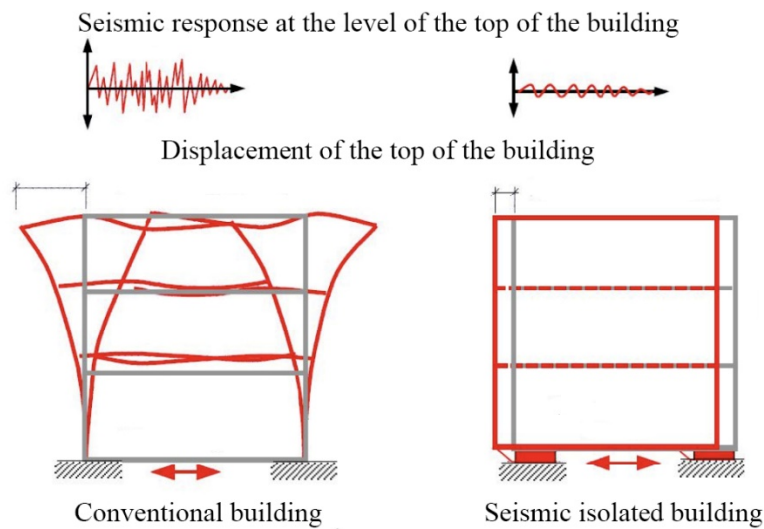 Seismic response at the level of the top of the building
Displacement of the top of the building
Conventional building
Seismic isolated building